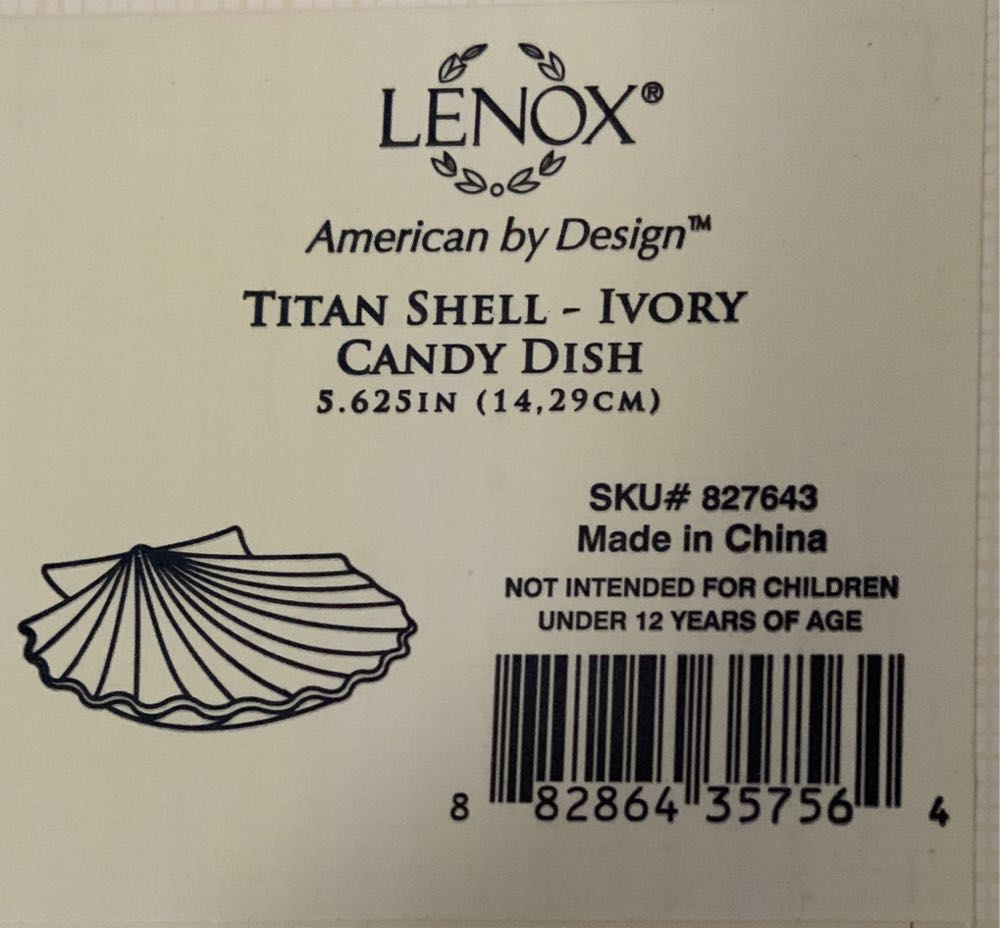 LENOX®
American by Design™
TITAN SHELL - IVORY
CANDY DISH
5.625IN (14,29CM)
SKU# 827643
Made in China
NOT INTENDED FOR CHILDREN
UNDER 12 YEARS OF AGE
8 82864 35756 4